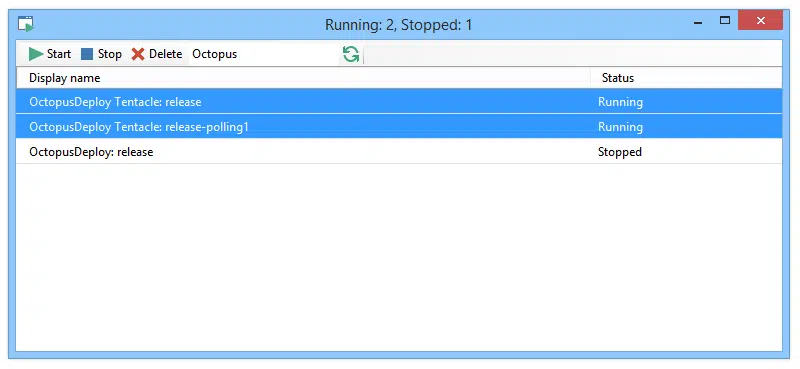 Running: 2, Stopped: 1
Start Stop Delete Octopus
Display name Status
OctopusDeploy Tentacle: release Running
OctopusDeploy Tentacle: release-polling1 Running
OctopusDeploy: release Stopped